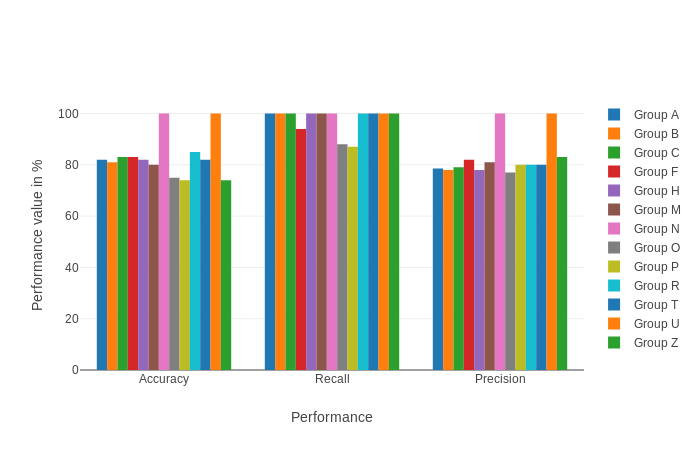 100
80
60
40
20
0
Performance value in %
Accuracy
Recall
Precision
Performance
Group A
Group B
Group C
Group F
Group H
Group M
Group N
Group O
Group P
Group R
Group T
Group U
Group Z